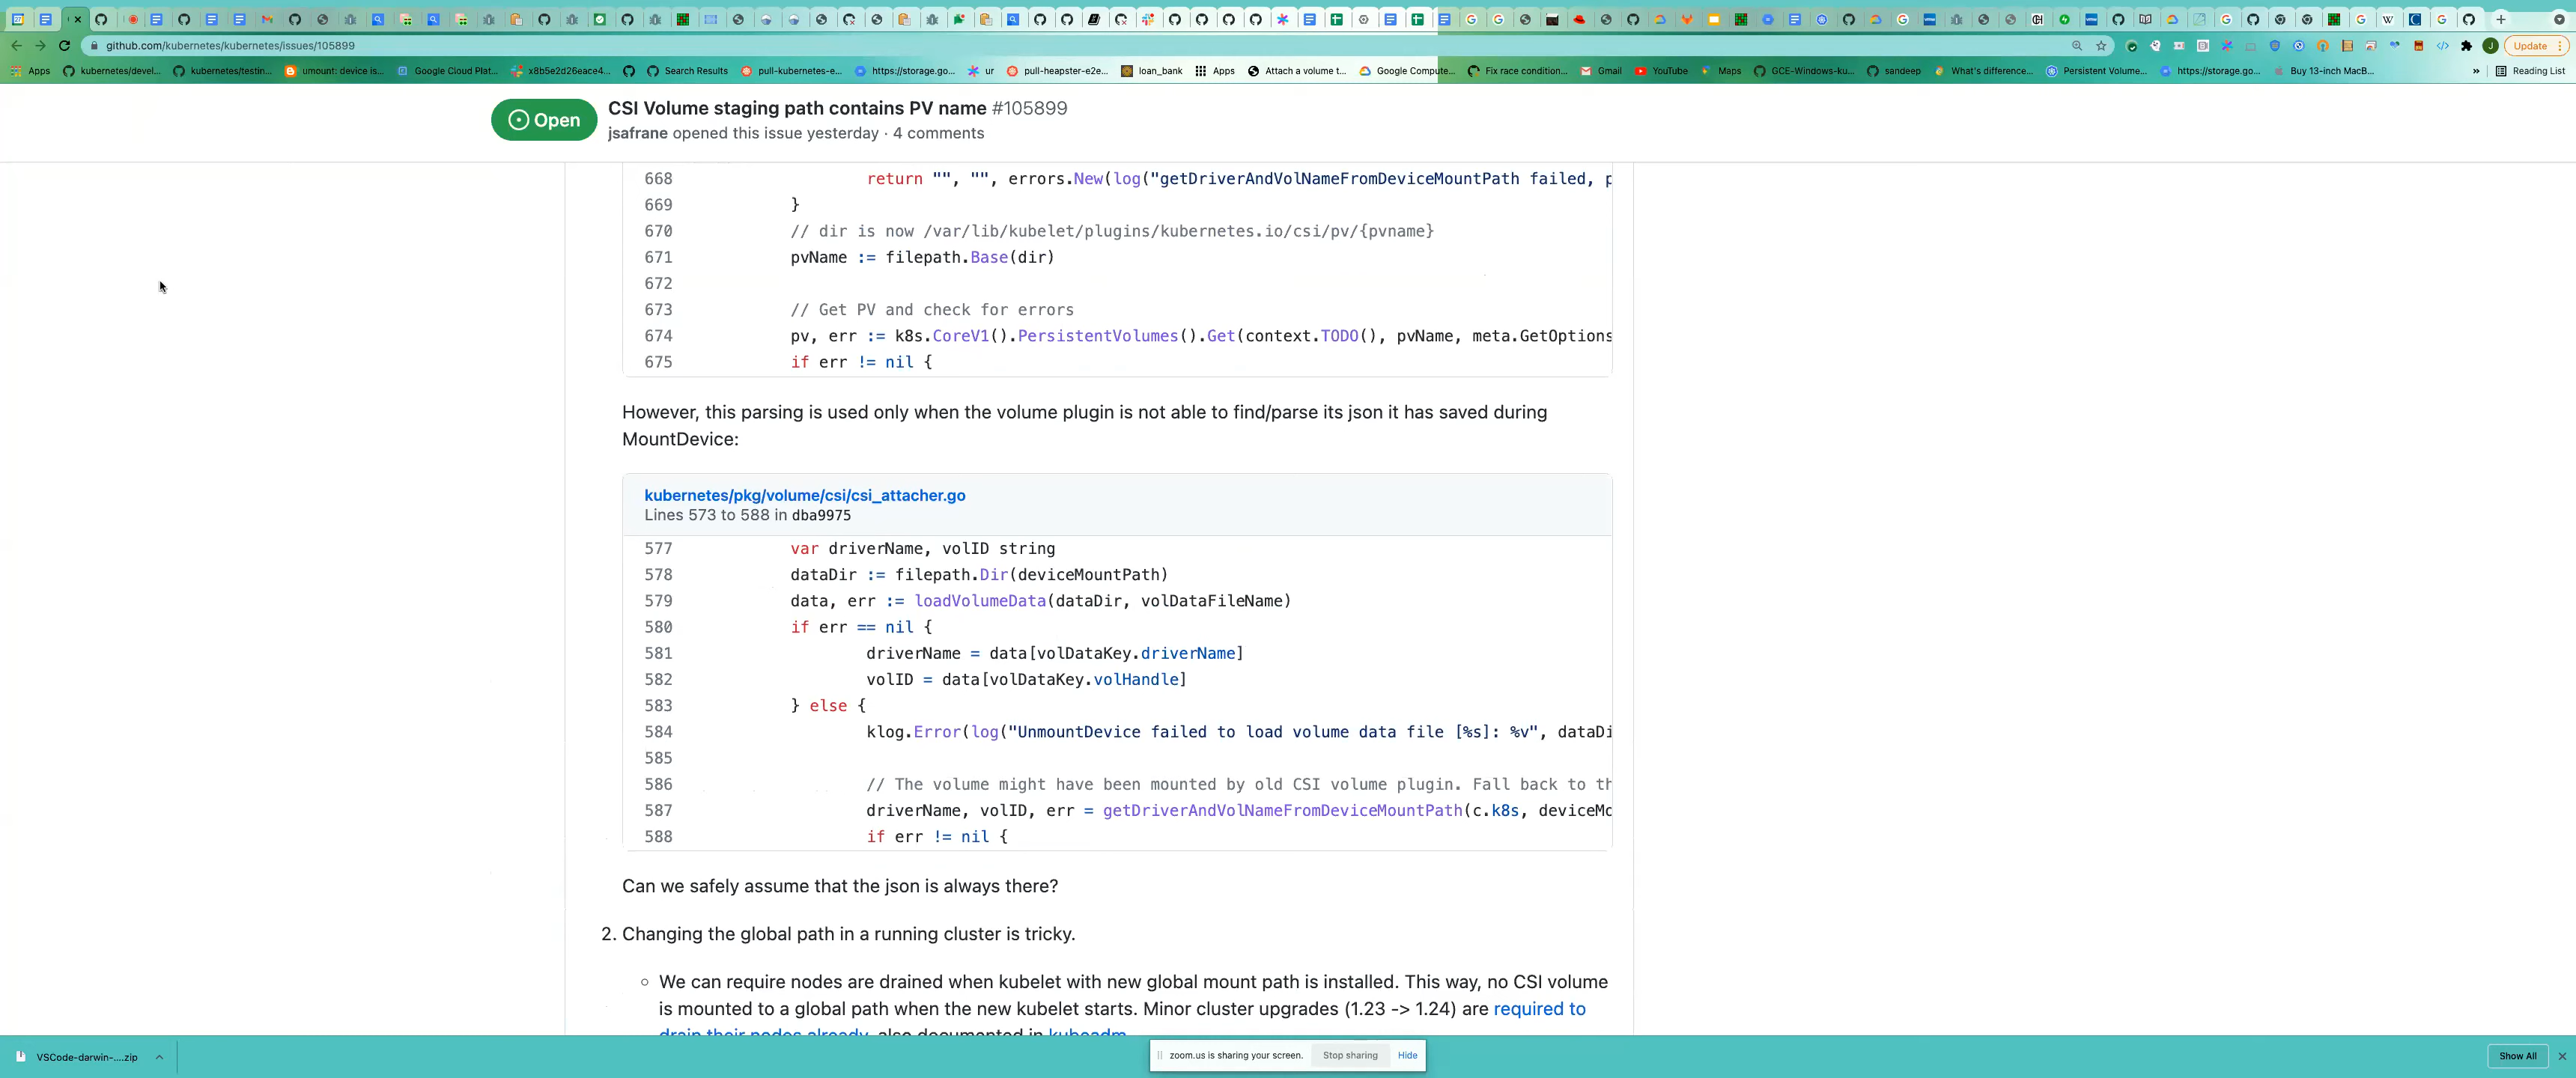 github.com/kubernetes/kubernetes/issues/105899
Update
Apps
kubernetes/devel...
kubernetes/testin...
umount: device is...
Google Cloud Plat...
x8b5e2d26eace4...
Search Results
pull-kubernetes-e...
https://storage.go...
ur
pull-heapster-e2e...
loan_bank
Apps
Attach a volume t...
Google Compute...
Fix race condition...
Gmail
YouTube
Maps
GCE-Windows-ku...
sandeep
What's difference...
Persistent Volume...
https://storage.go...
Buy 13-inch MacB...
»
Reading List
Open
CSI Volume staging path contains PV name #105899
jsafrane opened this issue yesterday · 4 comments
668 return "", "", errors.New(log("getDriverAndVolNameFromDeviceMountPath failed, p
669 }
670 // dir is now /var/lib/kubelet/plugins/kubernetes.io/csi/pv/{pvname}
671 pvName := filepath.Base(dir)
672
673 // Get PV and check for errors
674 pv, err := k8s.CoreV1().PersistentVolumes().Get(context.TODO(), pvName, meta.GetOptions
675 if err != nil {
However, this parsing is used only when the volume plugin is not able to find/parse its json it has saved during
MountDevice:
kubernetes/pkg/volume/csi/csi_attacher.go
Lines 573 to 588 in dba9975
577 var driverName, volID string
578 dataDir := filepath.Dir(deviceMountPath)
579 data, err := loadVolumeData(dataDir, volDataFileName)
580 if err == nil {
581 driverName = data[volDataKey.driverName]
582 volID = data[volDataKey.volHandle]
583 } else {
584 klog.Error(log("UnmountDevice failed to load volume data file [%s]: %v", dataDi
585
586 // The volume might have been mounted by old CSI volume plugin. Fall back to th
587 driverName, volID, err = getDriverAndVolNameFromDeviceMountPath(c.k8s, deviceMo
588 if err != nil {
Can we safely assume that the json is always there?
2. Changing the global path in a running cluster is tricky.
We can require nodes are drained when kubelet with new global mount path is installed. This way, no CSI volume
is mounted to a global path when the new kubelet starts. Minor cluster upgrades (1.23 -> 1.24) are required to
drain their nodes already, also documented in kubeadm
VSCode-darwin-....zip
zoom.us is sharing your screen.
Stop sharing
Hide
Show All